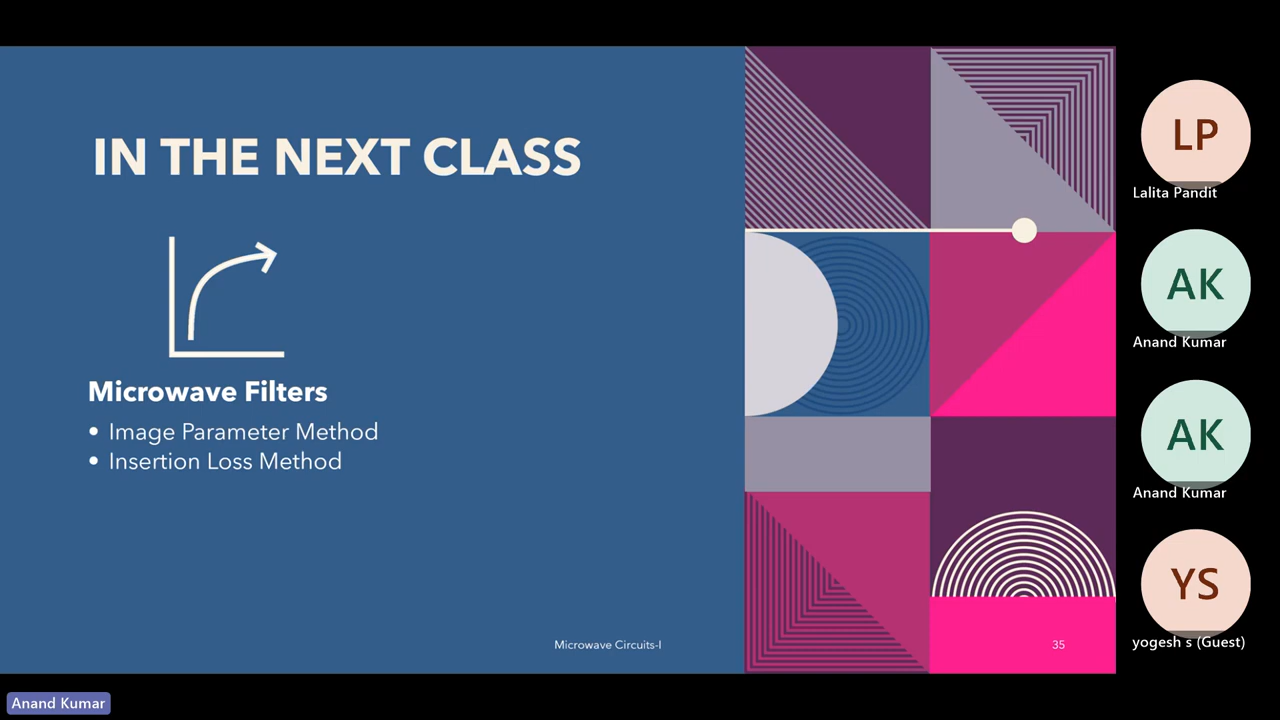 IN THE NEXT CLASS
Microwave Filters
• Image Parameter Method
• Insertion Loss Method
Microwave Circuits-I
35
LP
Lalita Pandit
AK
Anand Kumar
AK
Anand Kumar
YS
yogesh s (Guest)
Anand Kumar